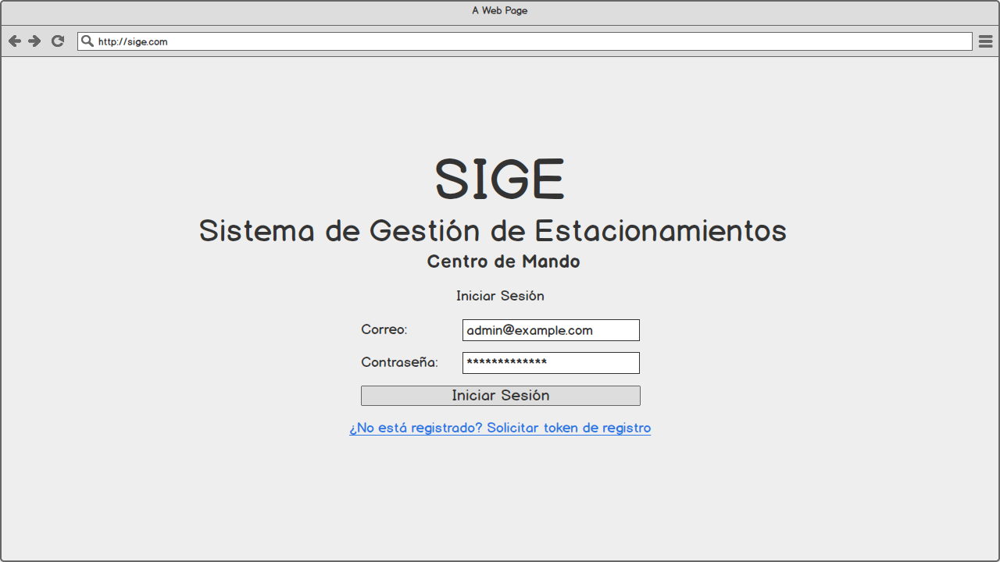 A Web Page
http://sige.com
SIGE
Sistema de Gestión de Estacionamientos
Centro de Mando
Iniciar Sesión
Correo: admin@example.com
Contraseña: *************
Iniciar Sesión
¿No está registrado? Solicitar token de registro